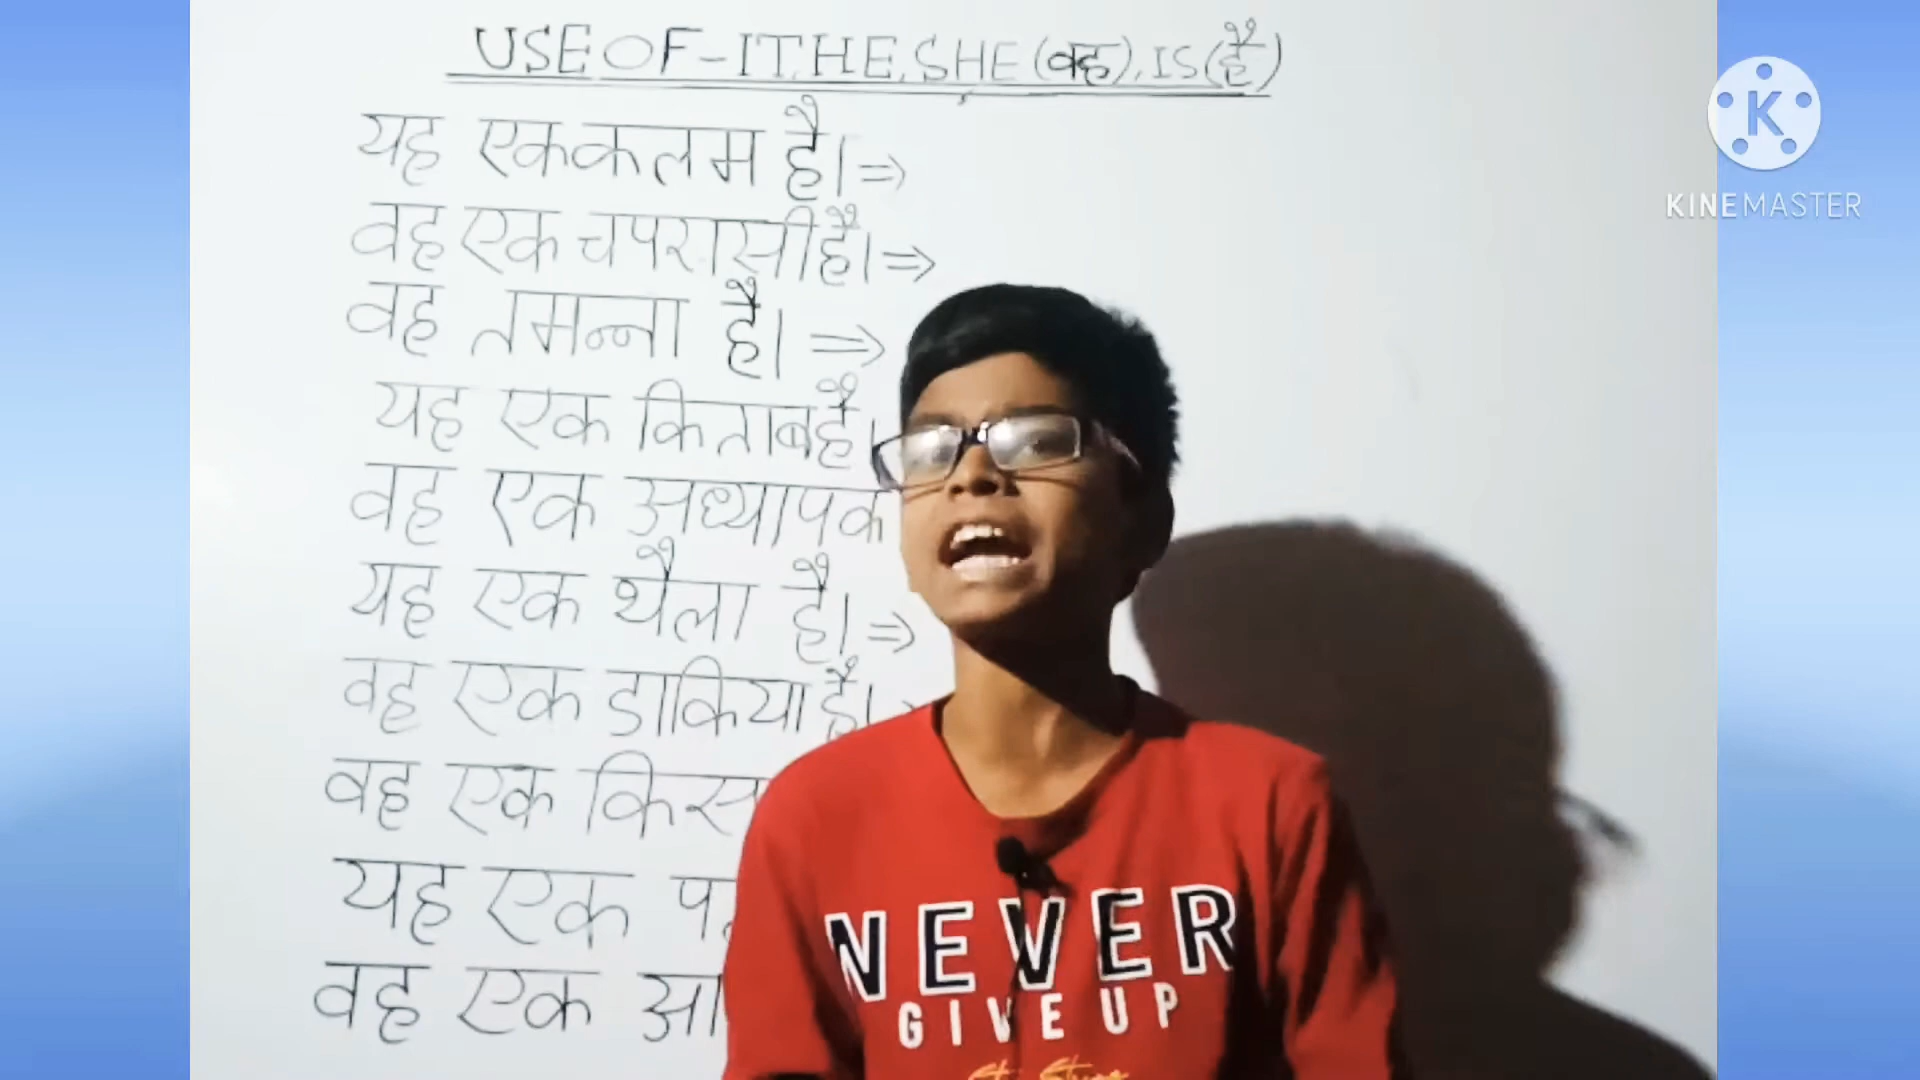 USE OF - IT, HE, SHE (वह), IS (है)
यह एक कलम है। ⇒
वह एक चपरासी है। ⇒
वह तमन्ना है। ⇒
यह एक किताब है।
वह एक अध्यापक
यह एक थैला है। ⇒
वह एक डाकिया है।
वह एक
यह एक
वह एक
K
KINEMASTER
NEVER
GIVE UP